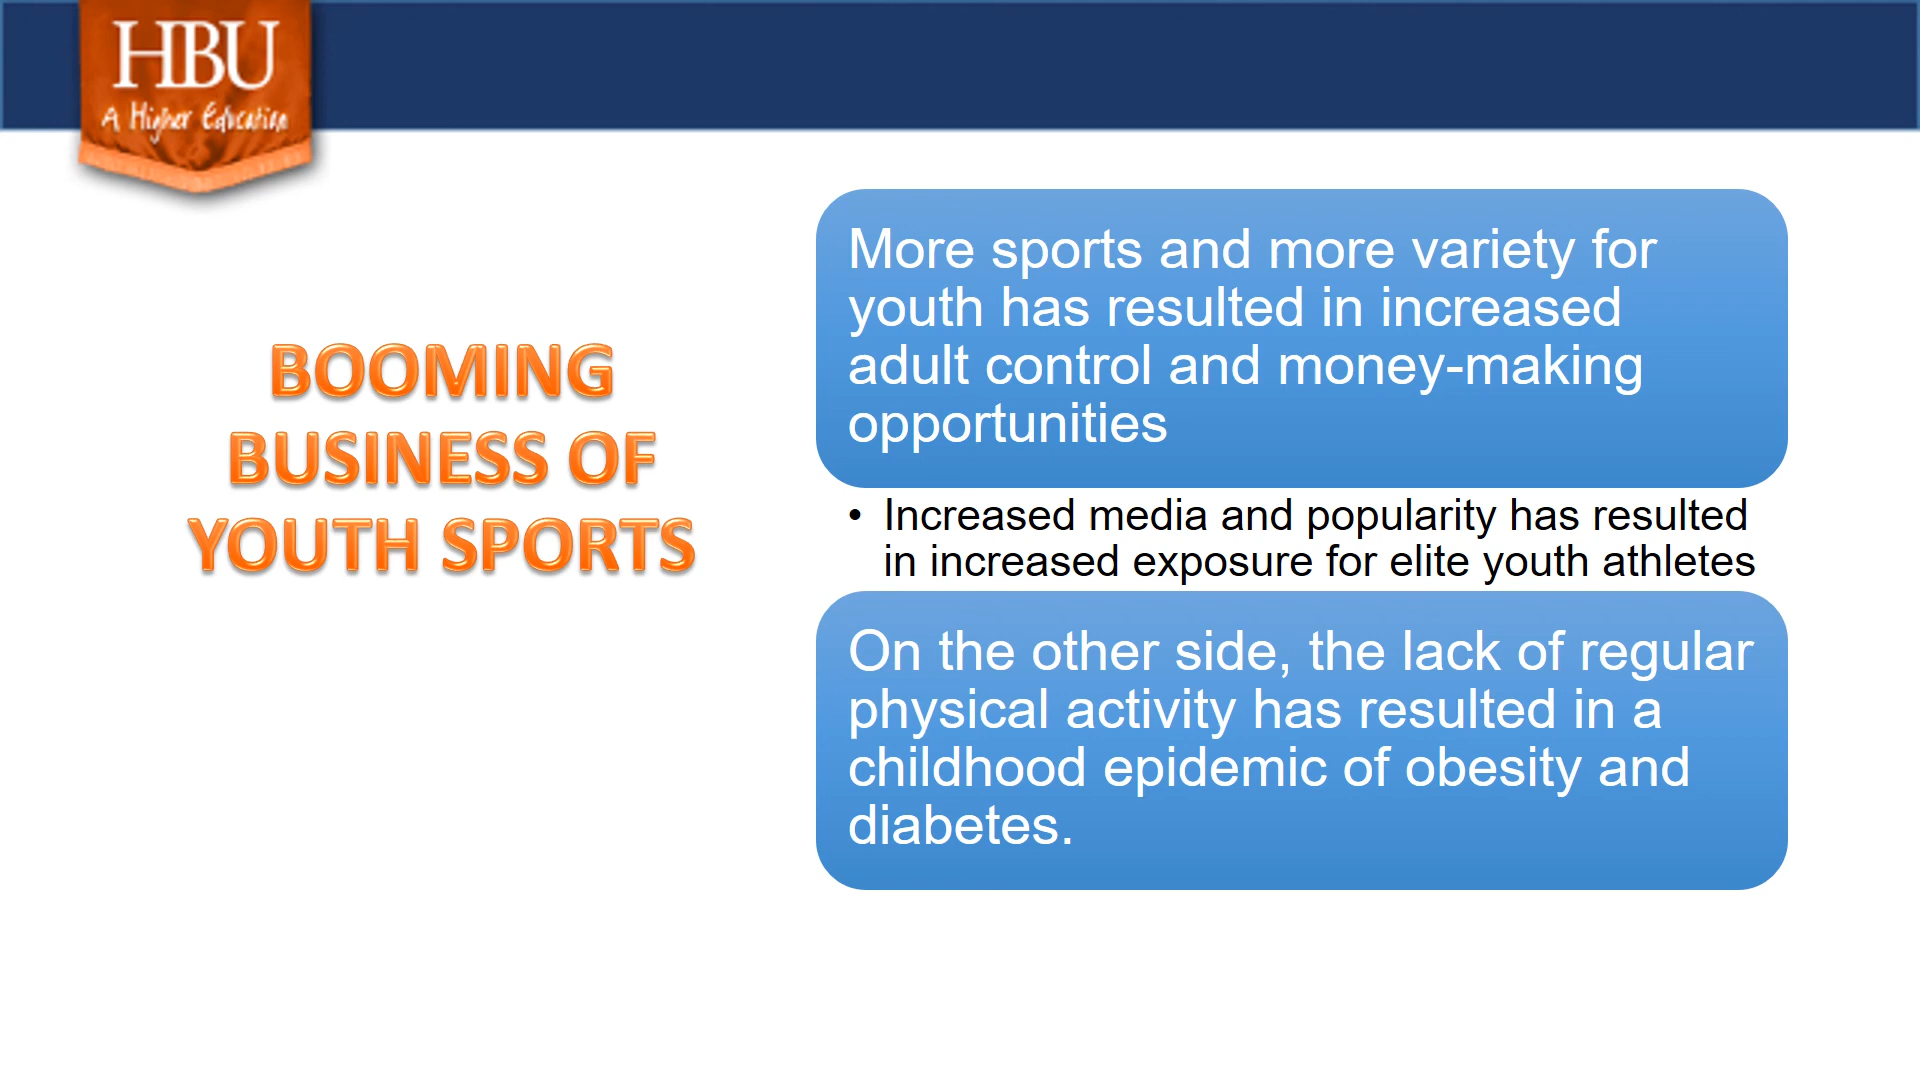 HBU
A Higher Education
BOOMING
BUSINESS OF
YOUTH SPORTS
More sports and more variety for
youth has resulted in increased
adult control and money-making
opportunities
• Increased media and popularity has resulted
in increased exposure for elite youth athletes
On the other side, the lack of regular
physical activity has resulted in a
childhood epidemic of obesity and
diabetes.